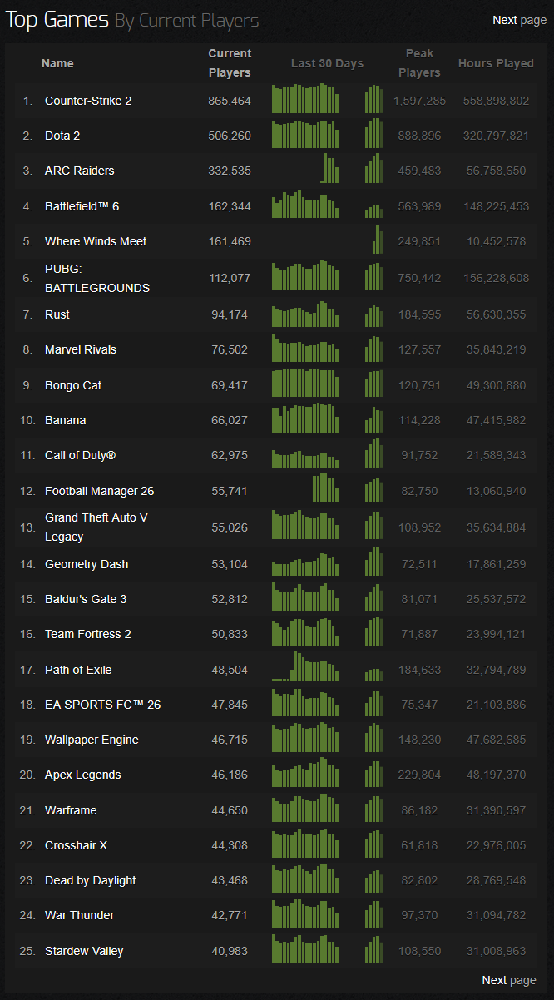 Top Games By Current Players Next page
Name Current Players Last 30 Days Peak Players Hours Played
1. Counter-Strike 2 865,464 1,597,285 558,898,802
2. Dota 2 506,260 888,896 320,797,821
3. ARC Raiders 332,535 459,483 56,758,650
4. Battlefield™ 6 162,344 563,989 148,225,453
5. Where Winds Meet 161,469 249,851 10,452,578
6. PUBG: BATTLEGROUNDS 112,077 750,442 156,228,608
7. Rust 94,174 184,595 56,630,355
8. Marvel Rivals 76,502 127,557 35,843,219
9. Bongo Cat 69,417 120,791 49,300,880
10. Banana 66,027 114,228 47,415,982
11. Call of Duty® 62,975 91,752 21,589,343
12. Football Manager 26 55,741 82,750 13,060,940
13. Grand Theft Auto V Legacy 55,026 108,952 35,634,884
14. Geometry Dash 53,104 72,511 17,861,259
15. Baldur's Gate 3 52,812 81,071 25,537,572
16. Team Fortress 2 50,833 71,887 23,994,121
17. Path of Exile 48,504 184,633 32,794,789
18. EA SPORTS FC™ 26 47,845 75,347 21,103,886
19. Wallpaper Engine 46,715 148,230 47,682,685
20. Apex Legends 46,186 229,804 48,197,370
21. Warframe 44,650 86,182 31,390,597
22. Crosshair X 44,308 61,818 22,976,005
23. Dead by Daylight 43,468 82,802 28,769,548
24. War Thunder 42,771 97,370 31,094,782
25. Stardew Valley 40,983 108,550 31,008,963
Next page